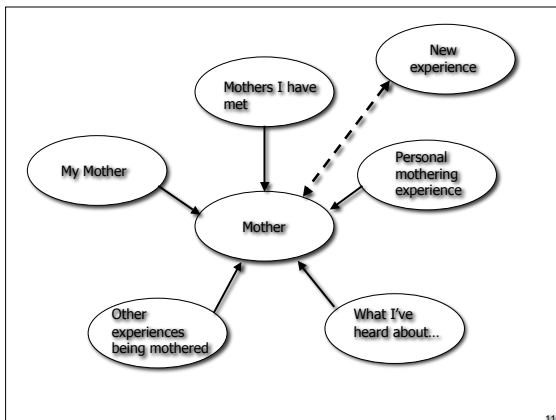 New
experience
Mothers I have
met
Personal
mothering
experience
My Mother
Mother
Other
experiences
being mothered
What I've
heard about...
11